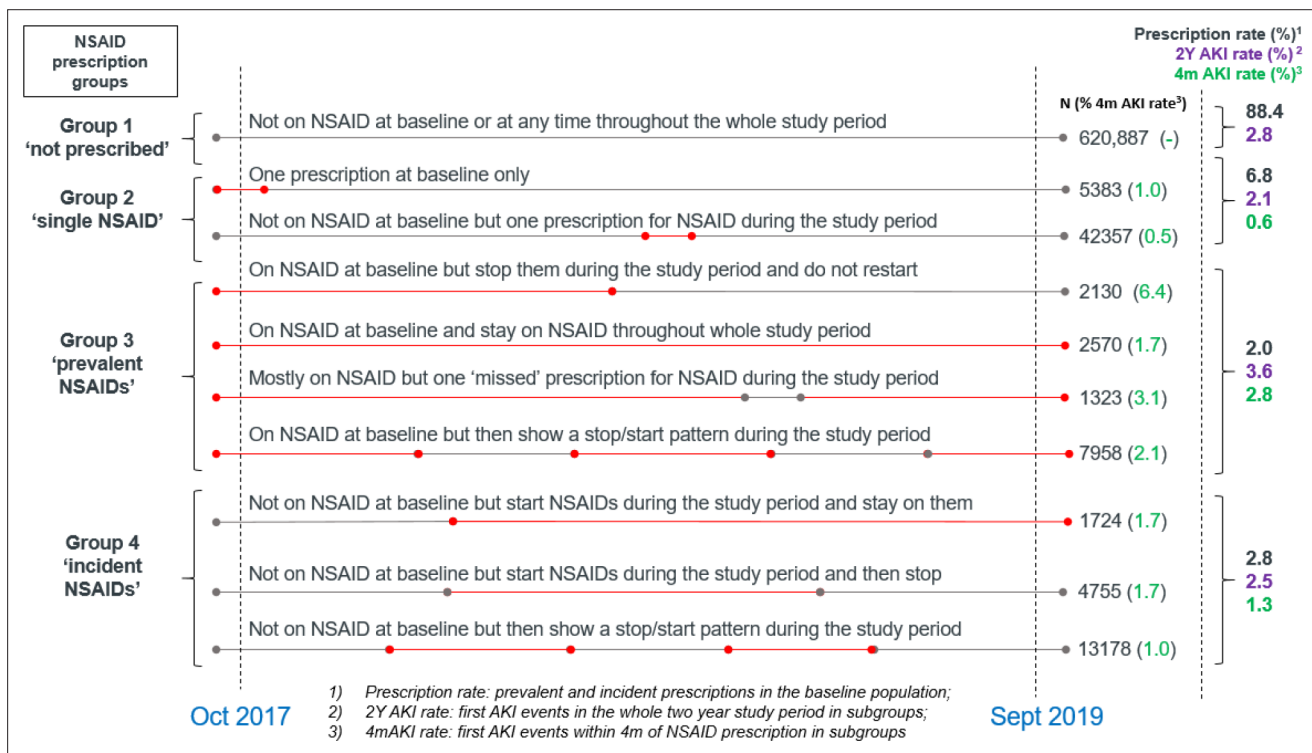 NSAID
prescription
groups
Prescription rate (%)¹
2Y AKI rate (%) ²
4m AKI rate (%)³
N (% 4m AKI rate³)
Group 1
‘not prescribed’
Not on NSAID at baseline or at any time throughout the whole study period
620,887 (-)
88.4
2.8
Group 2
‘single NSAID’
One prescription at baseline only
5383 (1.0)
Not on NSAID at baseline but one prescription for NSAID during the study period
42357 (0.5)
6.8
2.1
0.6
Group 3
‘prevalent
NSAIDs’
On NSAID at baseline but stop them during the study period and do not restart
2130 (6.4)
On NSAID at baseline and stay on NSAID throughout whole study period
2570 (1.7)
Mostly on NSAID but one ‘missed’ prescription for NSAID during the study period
1323 (3.1)
On NSAID at baseline but then show a stop/start pattern during the study period
7958 (2.1)
2.0
3.6
2.8
Group 4
‘incident
NSAIDs’
Not on NSAID at baseline but start NSAIDs during the study period and stay on them
1724 (1.7)
Not on NSAID at baseline but start NSAIDs during the study period and then stop
4755 (1.7)
Not on NSAID at baseline but then show a stop/start pattern during the study period
13178 (1.0)
2.8
2.5
1.3
Oct 2017
Sept 2019
1) Prescription rate: prevalent and incident prescriptions in the baseline population;
2) 2Y AKI rate: first AKI events in the whole two year study period in subgroups;
3) 4mAKI rate: first AKI events within 4m of NSAID prescription in subgroups